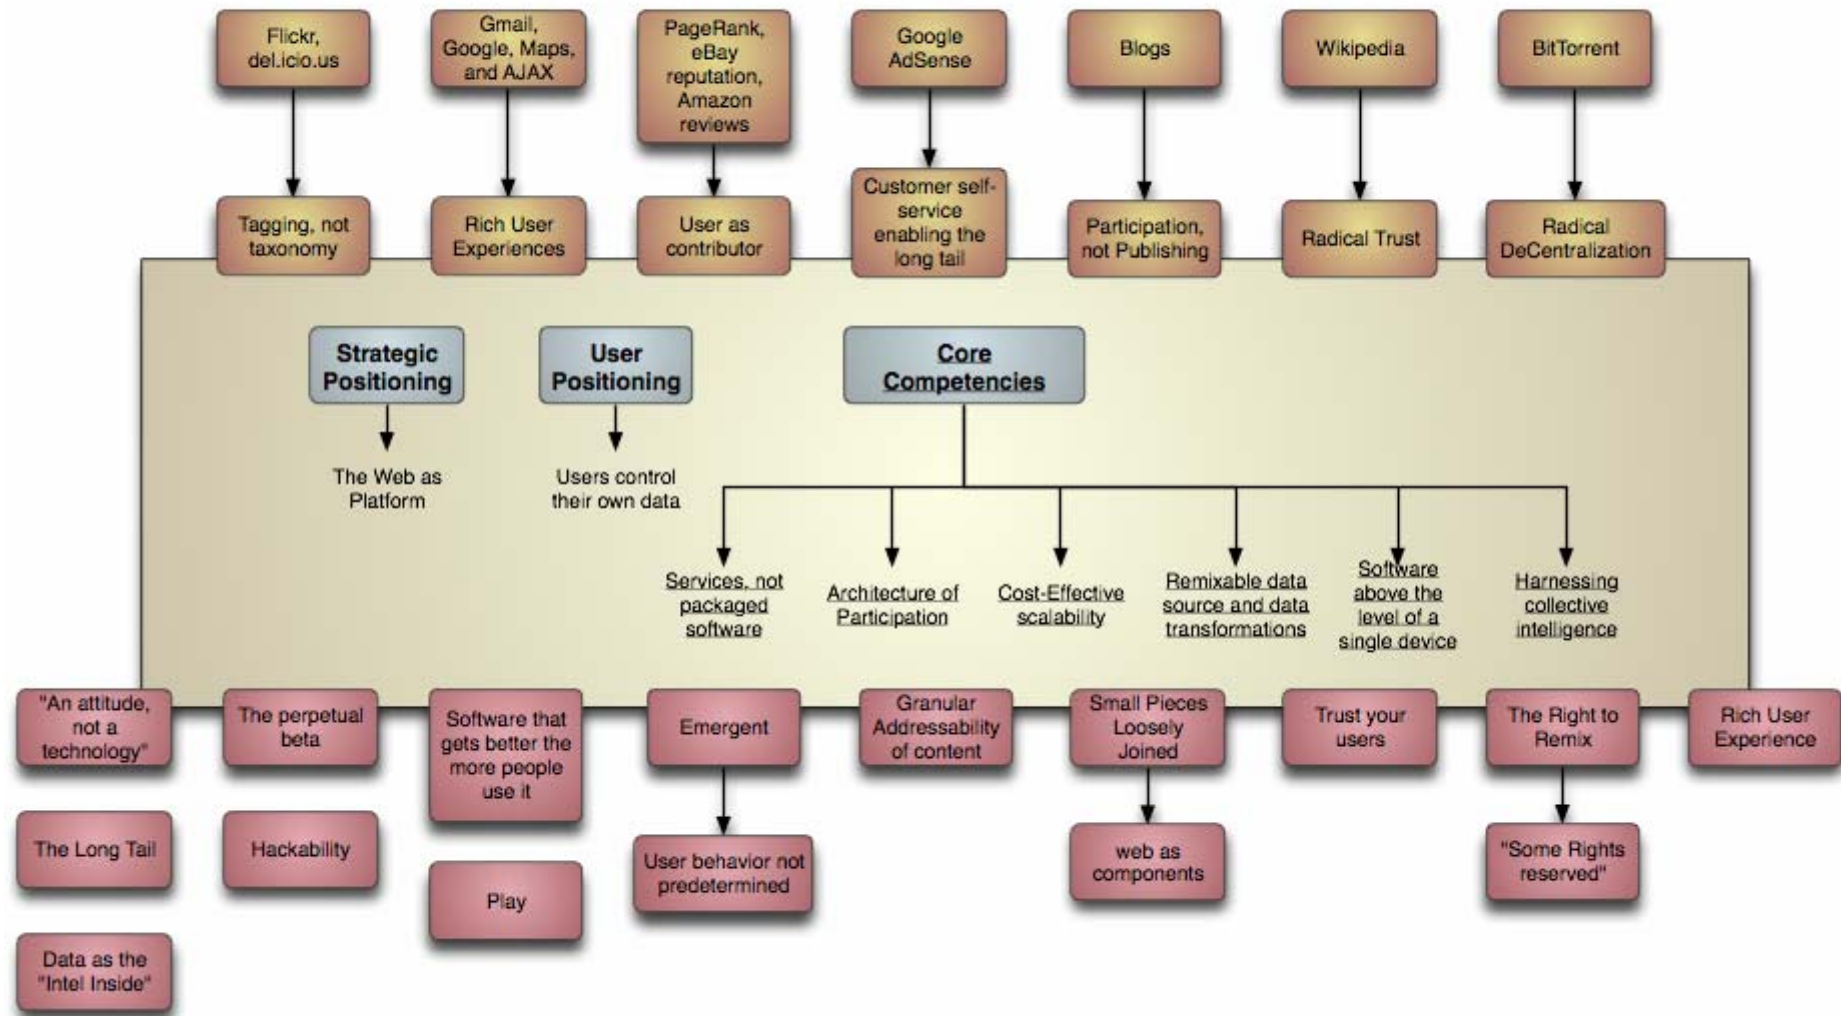 Flickr,
del.icio.us
Gmail,
Google, Maps,
and AJAX
PageRank,
eBay
reputation,
Amazon
reviews
Google
AdSense
Blogs
Wikipedia
BitTorrent
Tagging, not
taxonomy
Rich User
Experiences
User as
contributor
Customer self-
service
enabling the
long tail
Participation,
not Publishing
Radical Trust
Radical
DeCentralization
Strategic
Positioning
User
Positioning
Core
Competencies
The Web as
Platform
Users control
their own data
Services, not
packaged
software
Architecture of
Participation
Cost-Effective
scalability
Remixable data
source and data
transformations
Software
above the
level of a
single device
Harnessing
collective
intelligence
"An attitude,
not a
technology"
The perpetual
beta
Software that
gets better the
more people
use it
Emergent
Granular
Addressability
of content
Small Pieces
Loosely
Joined
Trust your
users
The Right to
Remix
Rich User
Experience
The Long Tail
Hackability
Play
User behavior not
predetermined
web as
components
"Some Rights
reserved"
Data as the
"Intel Inside"